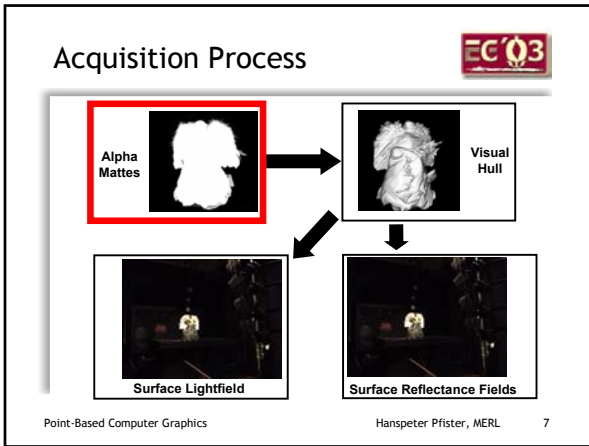 Acquisition Process
EG'03
Alpha
Mattes
Visual
Hull
Surface Lightfield
Surface Reflectance Fields
Point-Based Computer Graphics
Hanspeter Pfister, MERL
7